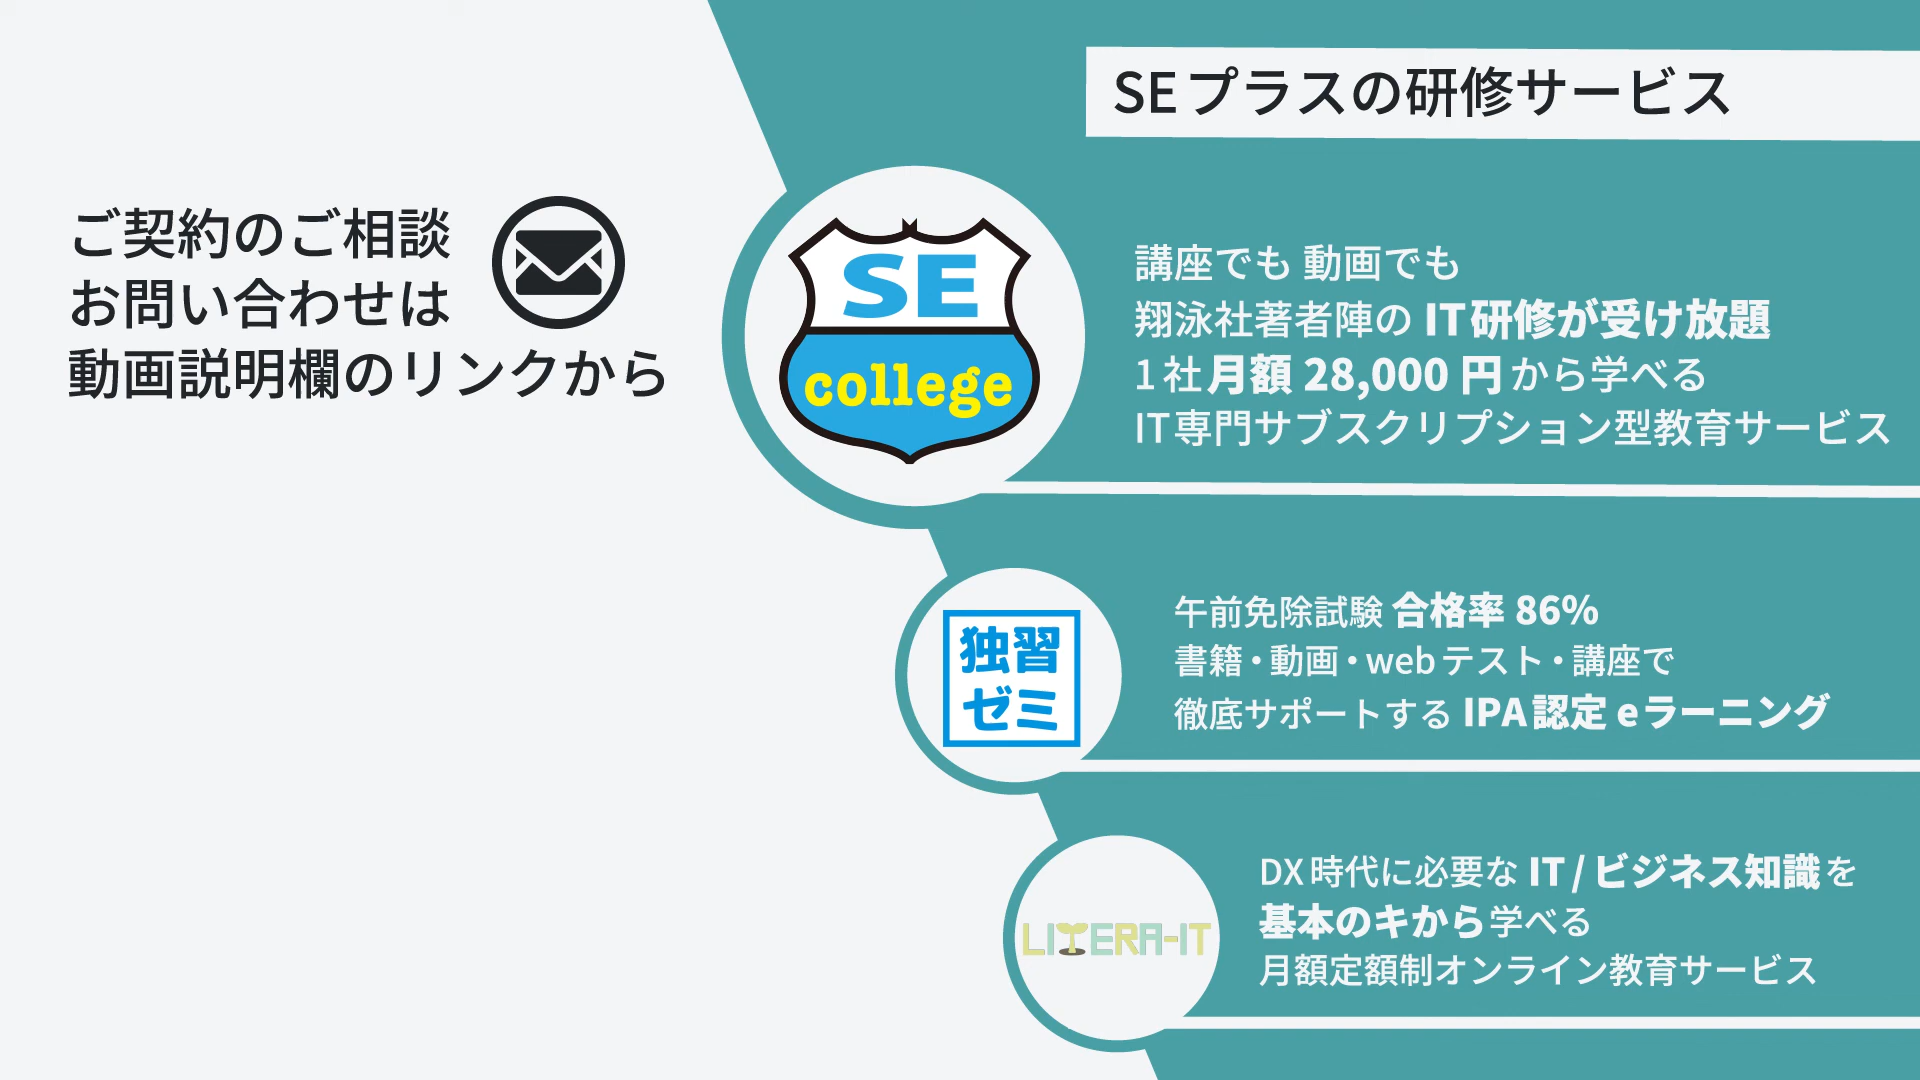 ご契約のご相談
お問い合わせは
動画説明欄のリンクから
SEプラスの研修サービス
SE
college
講座でも 動画でも
翔泳社著者陣の IT研修が受け放題
1社月額 28,000 円から学べる
IT専門サブスクリプション型教育サービス
独習
ゼミ
午前免除試験 合格率 86%
書籍・動画・webテスト・講座で
徹底サポートする IPA認定 eラーニング
LITERA-IT
DX時代に必要な IT / ビジネス知識を
基本のキから学べる
月額定額制オンライン教育サービス